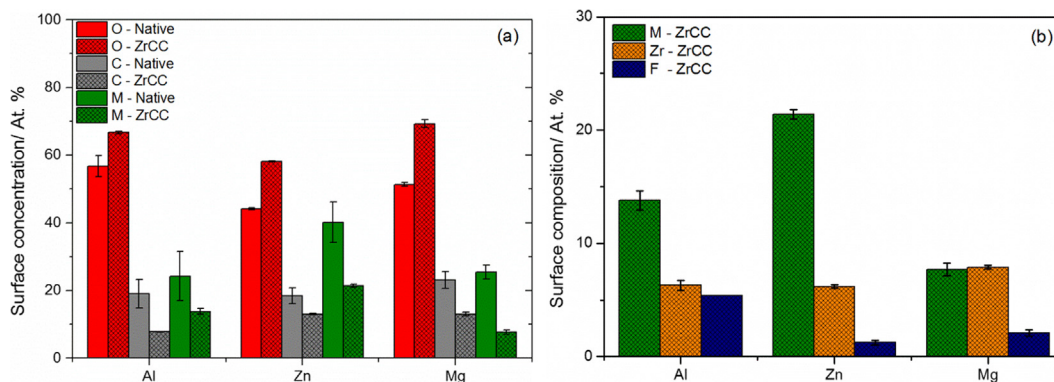 (a)
O - Native
O - ZrCC
C - Native
C - ZrCC
M - Native
M - ZrCC
Surface concentration/ At. %
100
80
60
40
20
0
Al Zn Mg
(b)
M - ZrCC
Zr - ZrCC
F - ZrCC
Surface composition/ At. %
30
20
10
0
Al Zn Mg